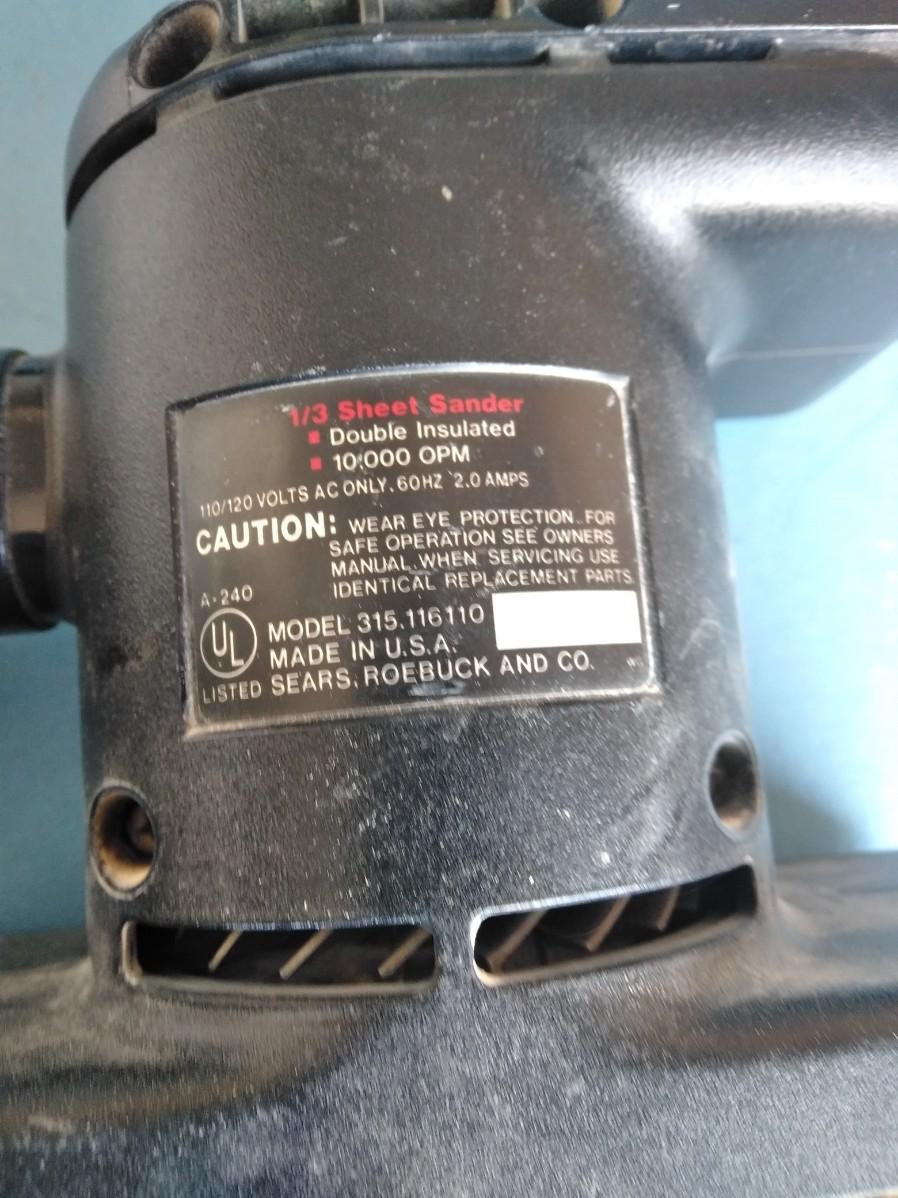 1/3 Sheet Sander
▪ Double Insulated
▪ 10,000 OPM
110/120 VOLTS AC ONLY. 60HZ 2.0 AMPS
CAUTION: WEAR EYE PROTECTION. FOR
SAFE OPERATION SEE OWNERS
MANUAL. WHEN SERVICING USE
IDENTICAL REPLACEMENT PARTS
A-240
UL
LISTED
MODEL 315.116110
MADE IN U.S.A.
SEARS, ROEBUCK AND CO.